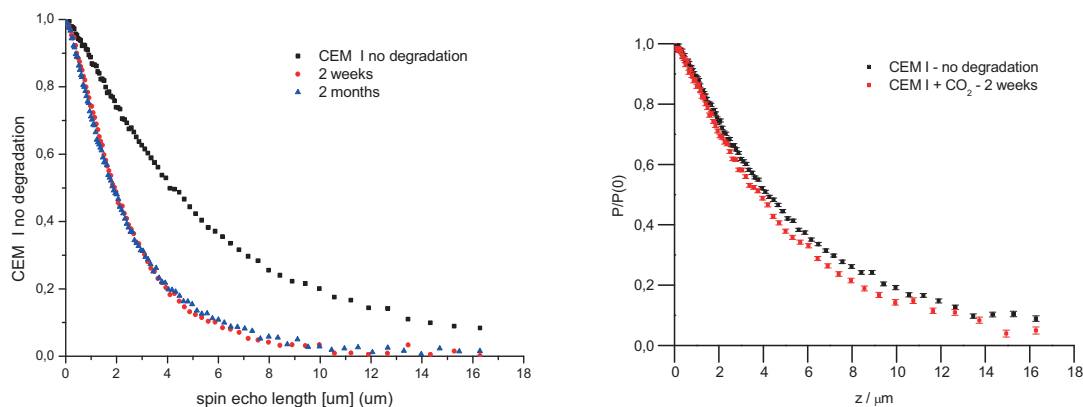 1,0
0,8
0,6
0,4
0,2
0,0
CEM I no degradation
CEM I no degradation
2 weeks
2 months
0 2 4 6 8 10 12 14 16 18
spin echo length [um] (um)
1,0
0,8
0,6
0,4
0,2
0,0
P/P(0)
CEM I - no degradation
CEM I + CO₂ - 2 weeks
0 2 4 6 8 10 12 14 16 18
z / μm